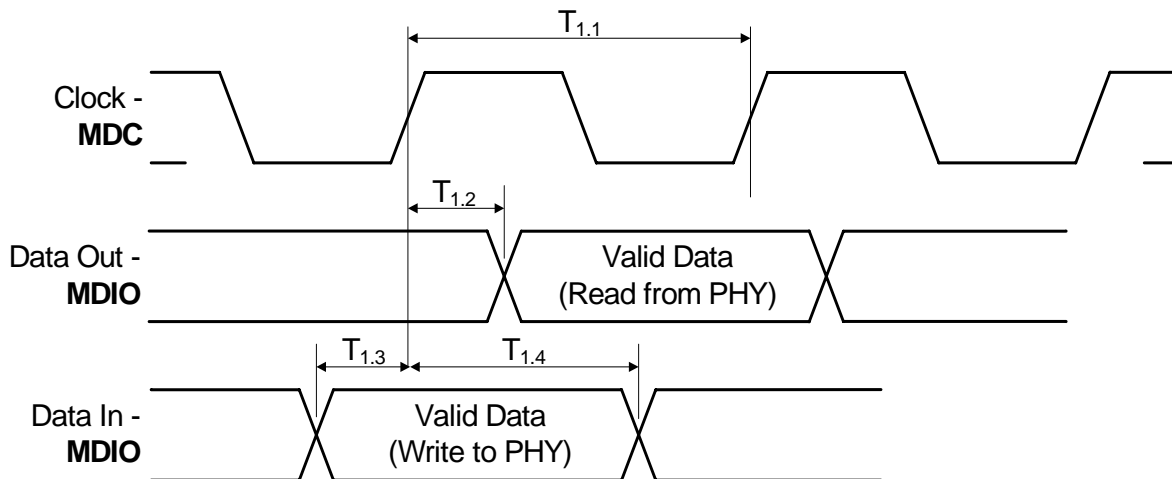 T1.1
Clock -
MDC
T1.2
Data Out -
MDIO
Valid Data
(Read from PHY)
T1.3
T1.4
Data In -
MDIO
Valid Data
(Write to PHY)